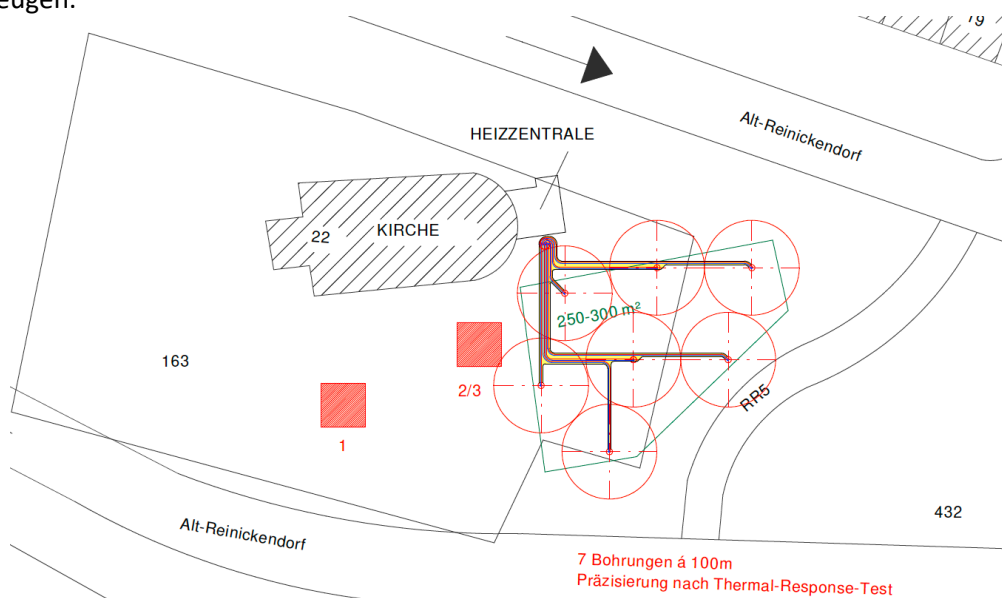 eugen.
19
Alt-Reinickendorf
HEIZZENTRALE
22
KIRCHE
250-300 m²
163
2/3
RR5
1
432
Alt-Reinickendorf
7 Bohrungen á 100m
Präzisierung nach Thermal-Response-Test